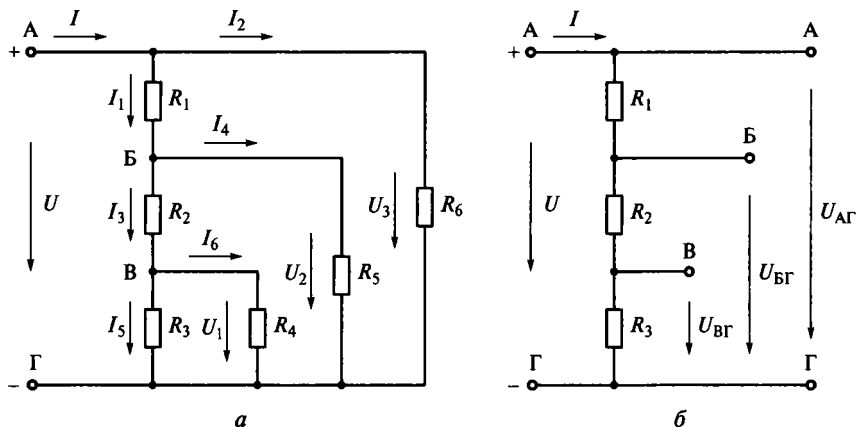 А I I₂
+
I₁ R₁
I₄
Б
U I₃ R₂ U₃ R₆
I₆
В U₂ R₅
I₅ R₃ U₁ R₄
Г
−
а
А I А
+
R₁
Б
U R₂ U_АГ
В
U_БГ
R₃ U_ВГ
Г Г
−
б